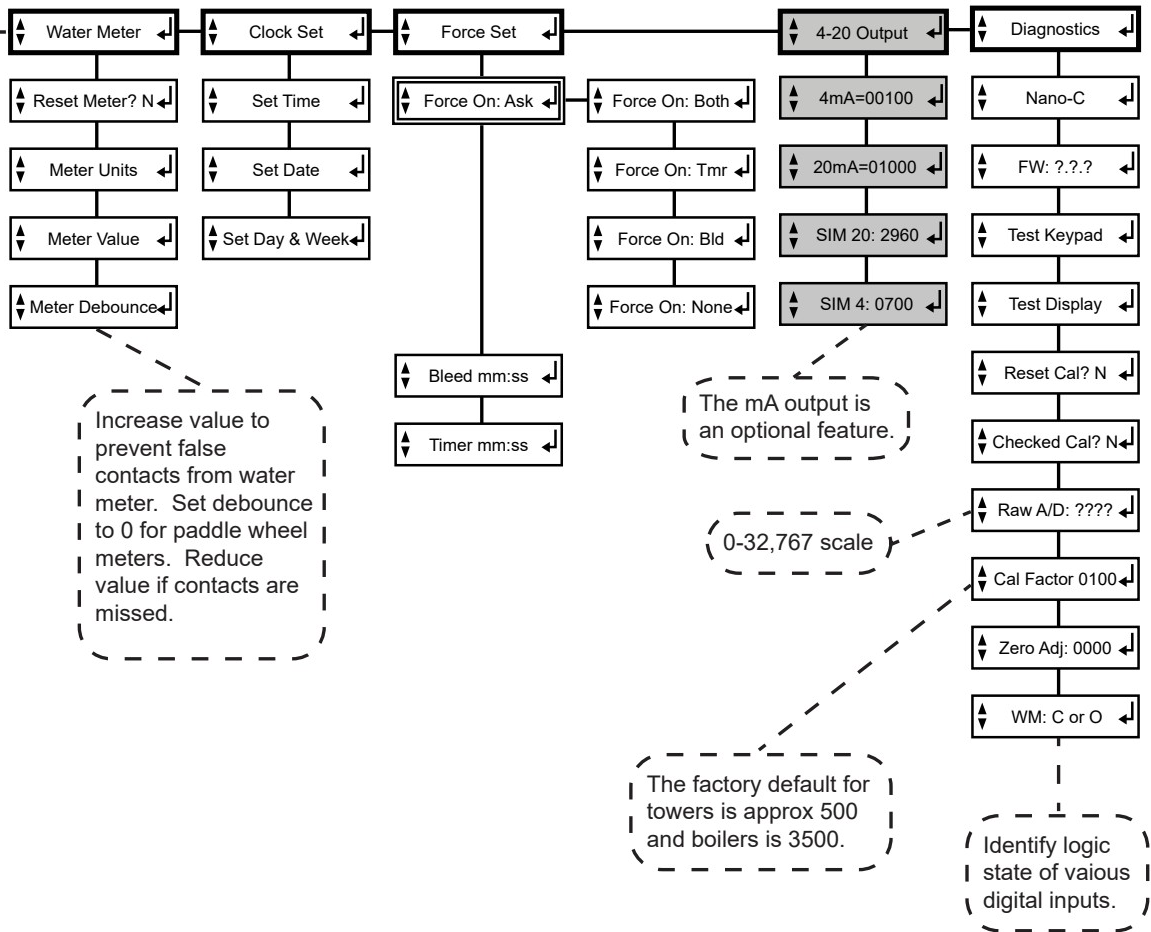 Water Meter
Clock Set
Force Set
4-20 Output
Diagnostics
Reset Meter? N
Set Time
Force On: Ask
Force On: Both
4mA=00100
Nano-C
Meter Units
Set Date
Force On: Tmr
20mA=01000
FW: ?.?.?
Meter Value
Set Day & Week
Force On: Bld
SIM 20: 2960
Test Keypad
Meter Debounce
Force On: None
SIM 4: 0700
Test Display
Bleed mm:ss
Reset Cal? N
Timer mm:ss
Checked Cal? N
Raw A/D: ????
Cal Factor 0100
Zero Adj: 0000
WM: C or O
Increase value to
prevent false
contacts from water
meter. Set debounce
to 0 for paddle wheel
meters. Reduce
value if contacts are
missed.
The mA output is
an optional feature.
0-32,767 scale
The factory default for
towers is approx 500
and boilers is 3500.
Identify logic
state of vaious
digital inputs.